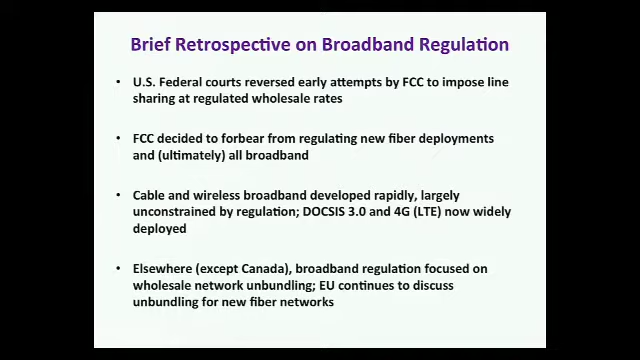 Brief Retrospective on Broadband Regulation
• U.S. Federal courts reversed early attempts by FCC to impose line
sharing at regulated wholesale rates
• FCC decided to forbear from regulating new fiber deployments
and (ultimately) all broadband
• Cable and wireless broadband developed rapidly, largely
unconstrained by regulation; DOCSIS 3.0 and 4G (LTE) now widely
deployed
• Elsewhere (except Canada), broadband regulation focused on
wholesale network unbundling; EU continues to discuss
unbundling for new fiber networks